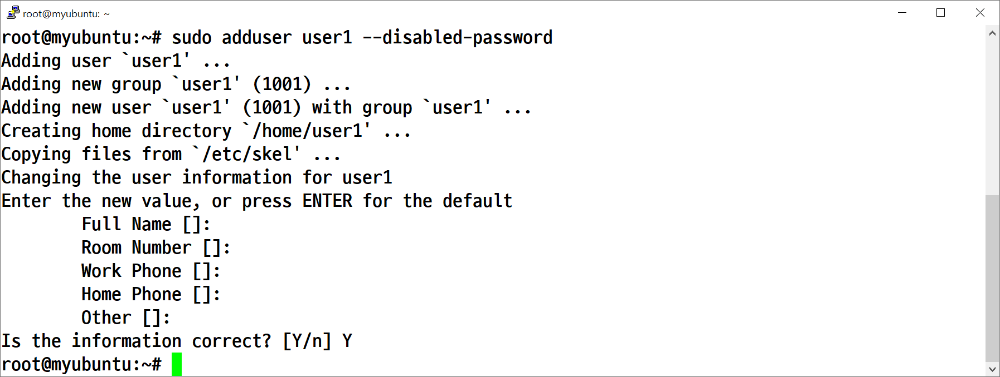 root@myubuntu: ~
root@myubuntu:~# sudo adduser user1 --disabled-password
Adding user `user1' ...
Adding new group `user1' (1001) ...
Adding new user `user1' (1001) with group `user1' ...
Creating home directory `/home/user1' ...
Copying files from `/etc/skel' ...
Changing the user information for user1
Enter the new value, or press ENTER for the default
        Full Name []:
        Room Number []:
        Work Phone []:
        Home Phone []:
        Other []:
Is the information correct? [Y/n] Y
root@myubuntu:~#